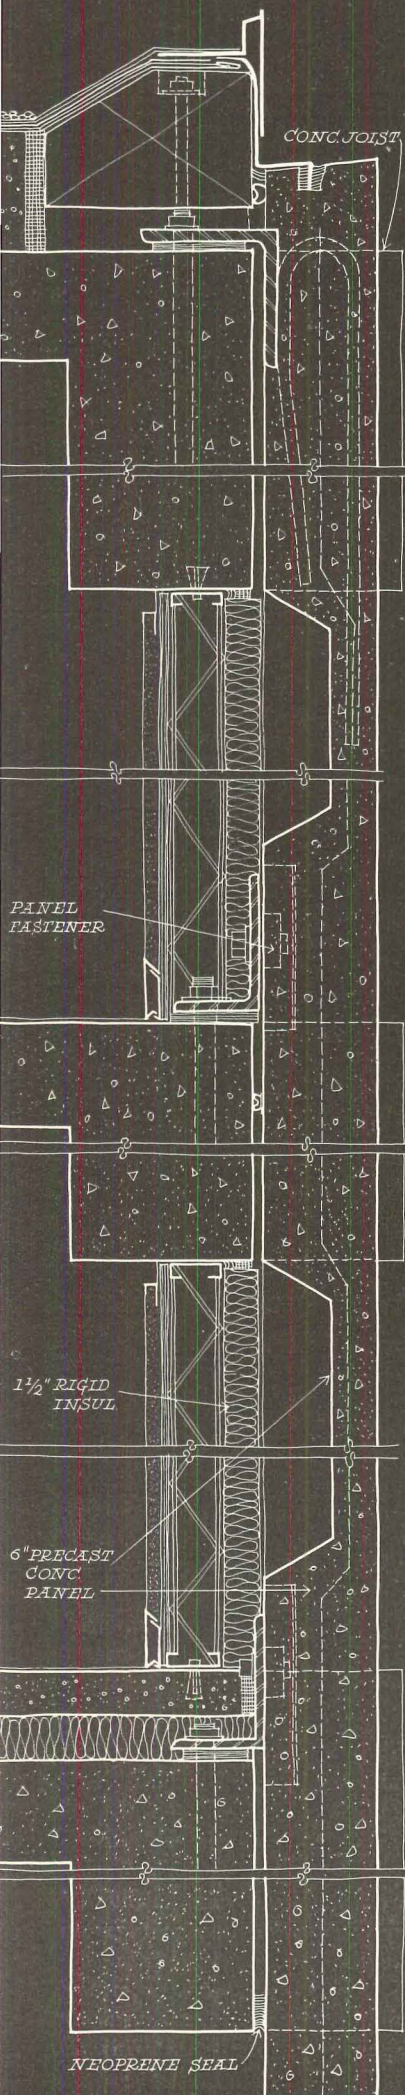 CONC. JOIST
PANEL
FASTENER
1½" RIGID
INSUL
6" PRECAST
CONC
PANEL
NEOPRENE SEAL